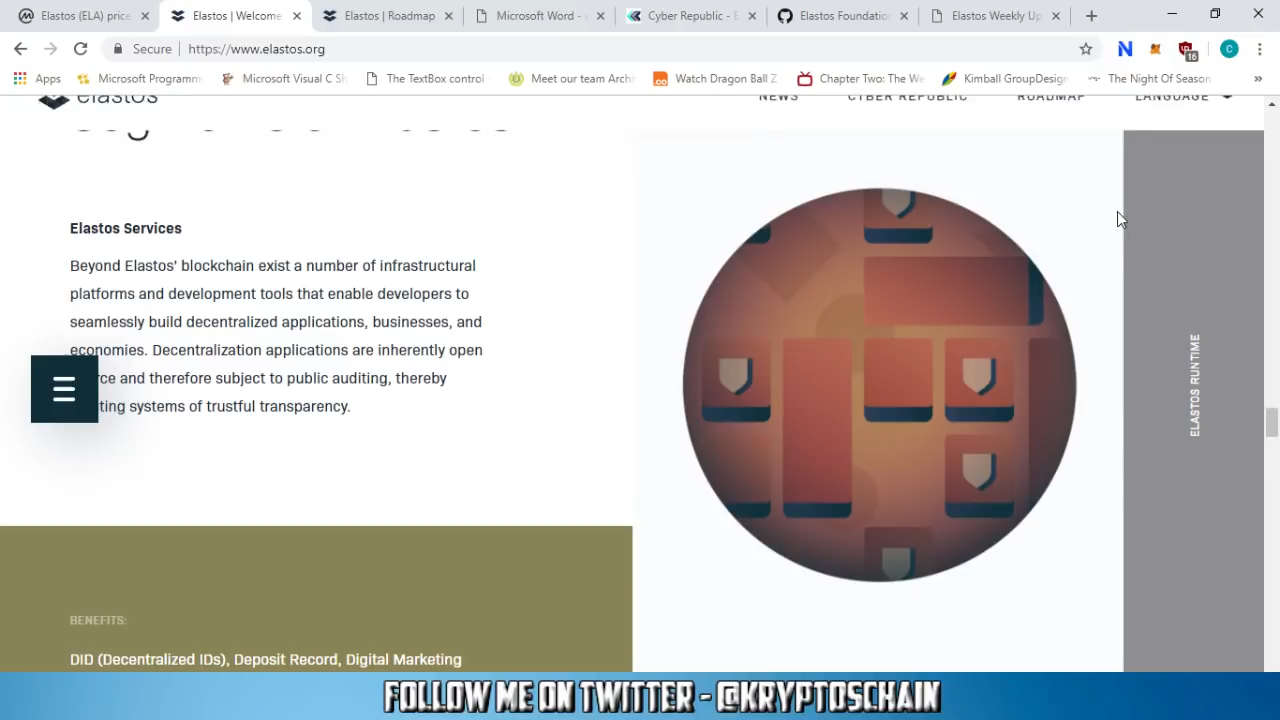 Elastos (ELA) price
Elastos | Welcome
Elastos | Roadmap
Microsoft Word -
Cyber Republic - E
Elastos Foundation
Elastos Weekly Up
Secure
https://www.elastos.org
N
16
C
Apps
Microsoft Programm
Microsoft Visual C Sh
The TextBox control
Meet our team Arche
Watch Dragon Ball Z
Chapter Two: The We
Kimball GroupDesign
The Night Of Season
»
elastos
NEWS
CYBER REPUBLIC
ROADMAP
LANGUAGE
Elastos Services
Beyond Elastos' blockchain exist a number of infrastructural
platforms and development tools that enable developers to
seamlessly build decentralized applications, businesses, and
economies. Decentralization applications are inherently open
rce and therefore subject to public auditing, thereby
ting systems of trustful transparency.
ELASTOS RUNTIME
BENEFITS:
DID (Decentralized IDs), Deposit Record, Digital Marketing
FOLLOW ME ON TWITTER - @KRYPTOSCHAIN